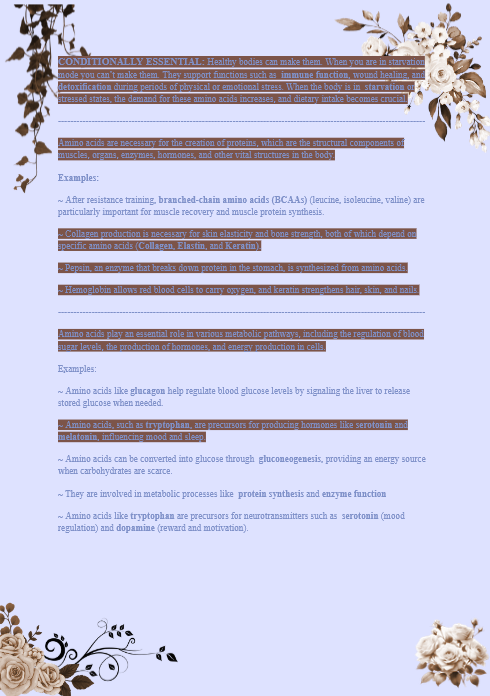 CONDITIONALLY ESSENTIAL: Healthy bodies can make them. When you are in starvation
mode you can't make them. They support functions such as immune function, wound healing, and
detoxification during periods of physical or emotional stress. When the body is in starvation or
stressed states, the demand for these amino acids increases, and dietary intake becomes crucial.
--------------------------------------------------------------------------------
Amino acids are necessary for the creation of proteins, which are the structural components of
muscles, organs, enzymes, hormones, and other vital structures in the body.
Examples:
~ After resistance training, branched-chain amino acids (BCAAs) (leucine, isoleucine, valine) are
particularly important for muscle recovery and muscle protein synthesis.
~ Collagen production is necessary for skin elasticity and bone strength, both of which depend on
specific amino acids (Collagen, Elastin, and Keratin).
~ Pepsin, an enzyme that breaks down protein in the stomach, is synthesized from amino acids.
~ Hemoglobin allows red blood cells to carry oxygen, and keratin strengthens hair, skin, and nails.
--------------------------------------------------------------------------------
Amino acids play an essential role in various metabolic pathways, including the regulation of blood
sugar levels, the production of hormones, and energy production in cells.
Examples:
~ Amino acids like glucagon help regulate blood glucose levels by signaling the liver to release
stored glucose when needed.
~ Amino acids, such as tryptophan, are precursors for producing hormones like serotonin and
melatonin, influencing mood and sleep.
~ Amino acids can be converted into glucose through gluconeogenesis, providing an energy source
when carbohydrates are scarce.
~ They are involved in metabolic processes like protein synthesis and enzyme function
~ Amino acids like tryptophan are precursors for neurotransmitters such as serotonin (mood
regulation) and dopamine (reward and motivation).